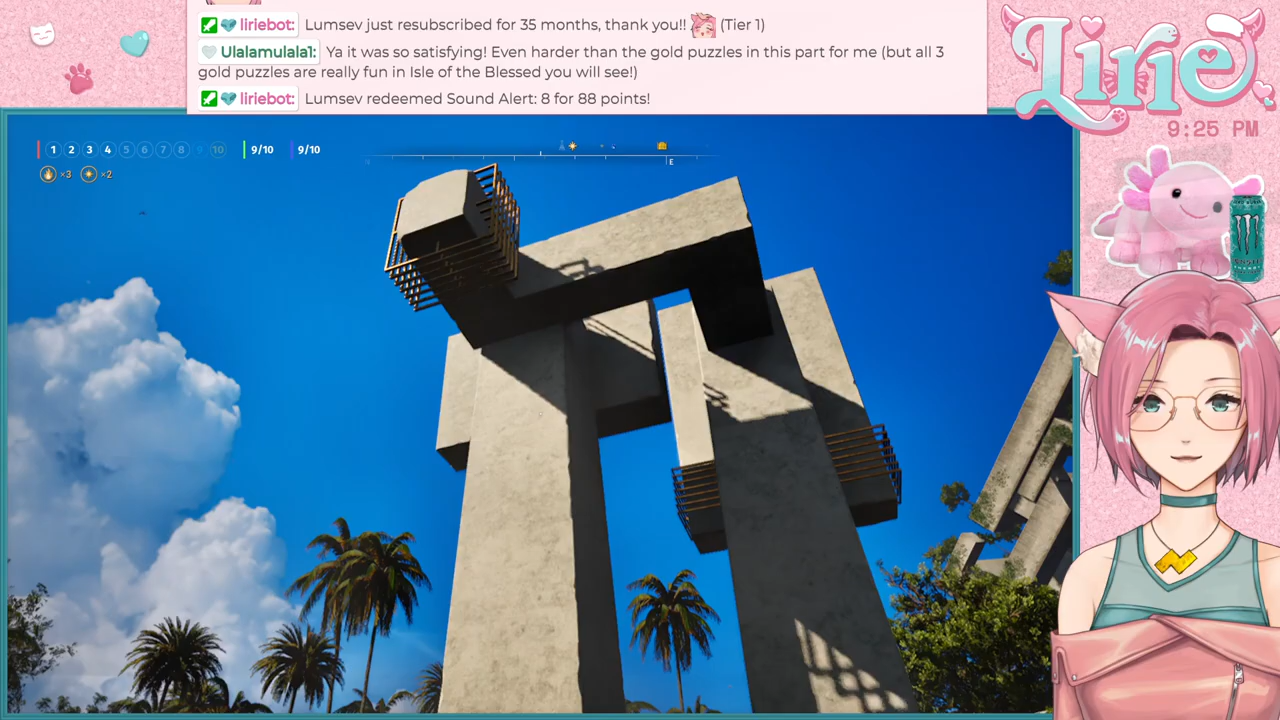 liriebot: Lumsev just resubscribed for 35 months, thank you!! (Tier 1)
Ulalamulala1: Ya it was so satisfying! Even harder than the gold puzzles in this part for me (but all 3
gold puzzles are really fun in Isle of the Blessed you will see!)
liriebot: Lumsev redeemed Sound Alert: 8 for 88 points!
Lirie
9:25 PM
1 2 3 4 5 6 7 8 9 10 9/10 9/10
×3 ×2
E